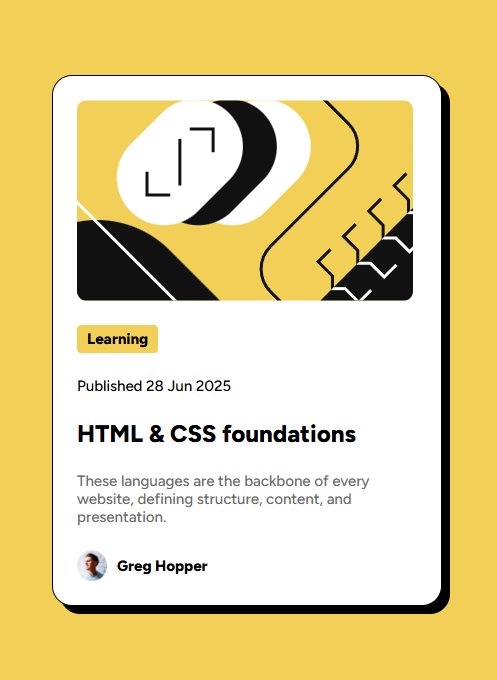 Learning
Published 28 Jun 2025
HTML & CSS foundations
These languages are the backbone of every
website, defining structure, content, and
presentation.
Greg Hopper